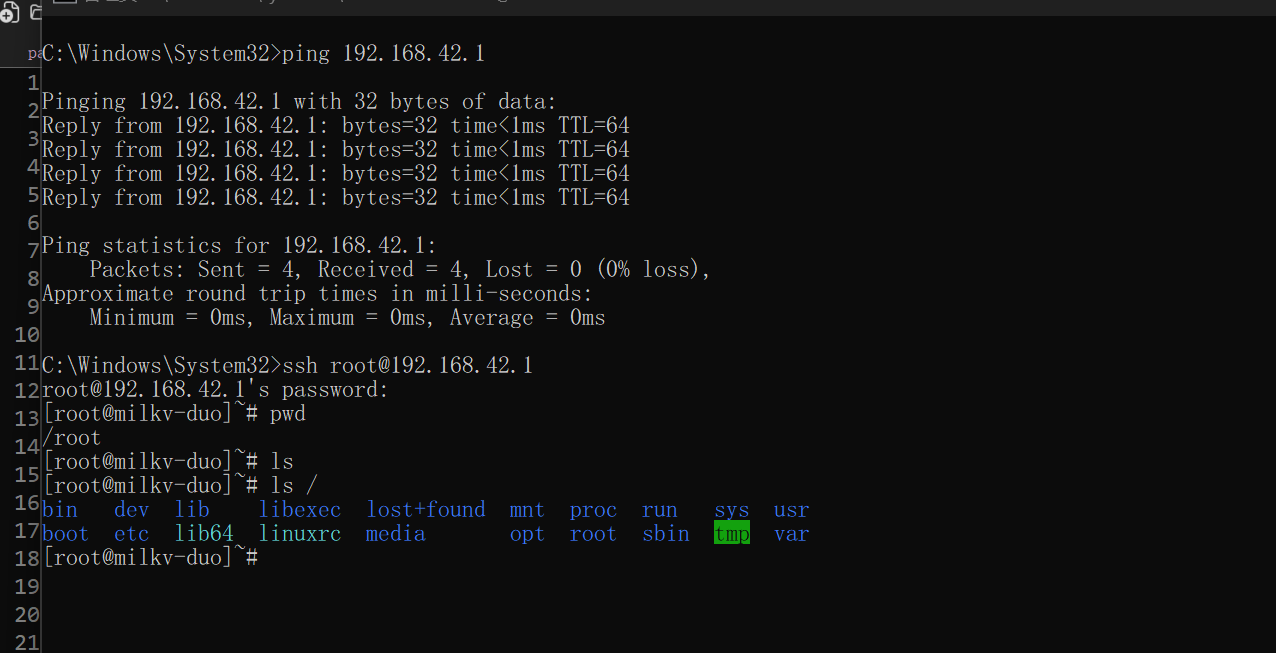 C:\Windows\System32>ping 192.168.42.1
Pinging 192.168.42.1 with 32 bytes of data:
Reply from 192.168.42.1: bytes=32 time<1ms TTL=64
Reply from 192.168.42.1: bytes=32 time<1ms TTL=64
Reply from 192.168.42.1: bytes=32 time<1ms TTL=64
Reply from 192.168.42.1: bytes=32 time<1ms TTL=64
Ping statistics for 192.168.42.1:
    Packets: Sent = 4, Received = 4, Lost = 0 (0% loss),
Approximate round trip times in milli-seconds:
    Minimum = 0ms, Maximum = 0ms, Average = 0ms
C:\Windows\System32>ssh root@192.168.42.1
root@192.168.42.1's password:
[root@milkv-duo]~# pwd
/root
[root@milkv-duo]~# ls
[root@milkv-duo]~# ls /
bin   dev  lib    libexec  lost+found  mnt  proc  run   sys  usr
boot  etc  lib64  linuxrc  media       opt  root  sbin  tmp  var
[root@milkv-duo]~#
pa
1
2
3
4
5
6
7
8
9
10
11
12
13
14
15
16
17
18
19
20
21